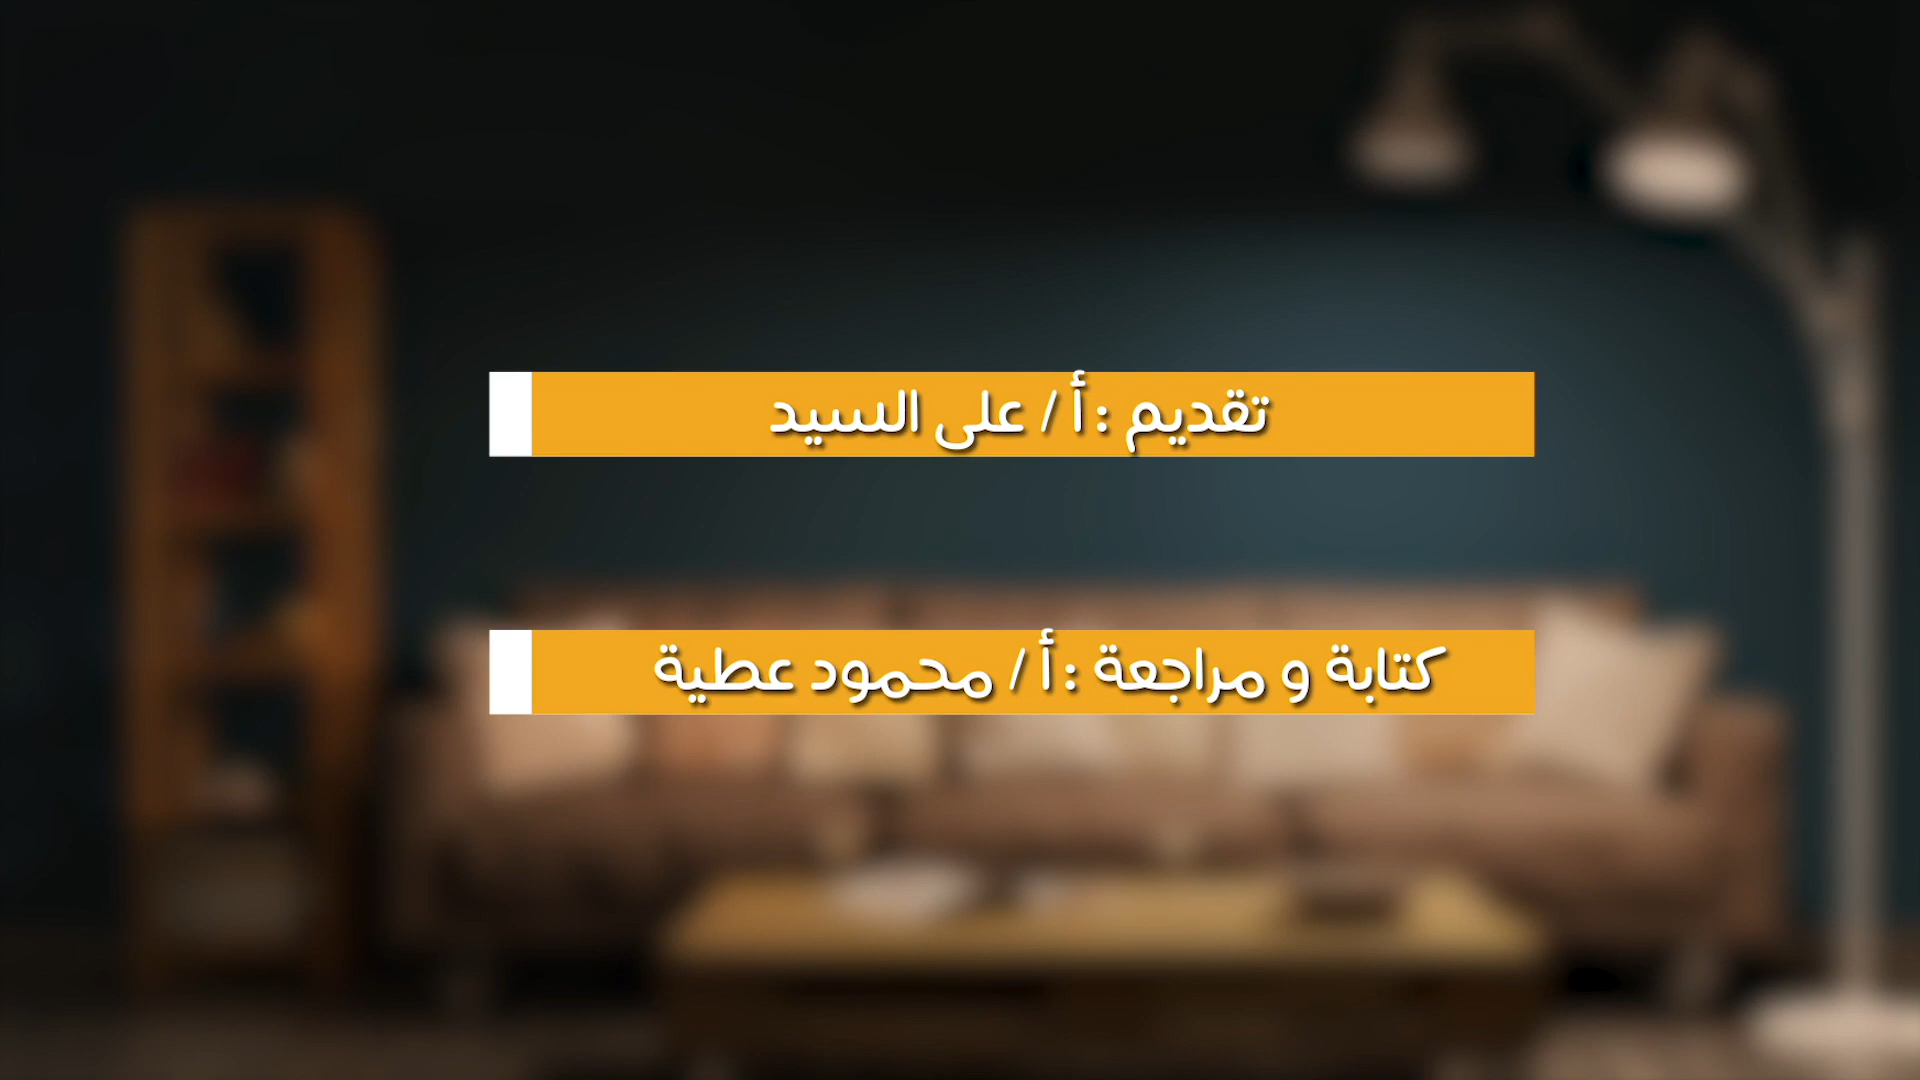 تقديم : أ / على السيد
كتابة و مراجعة : أ / محمود عطية